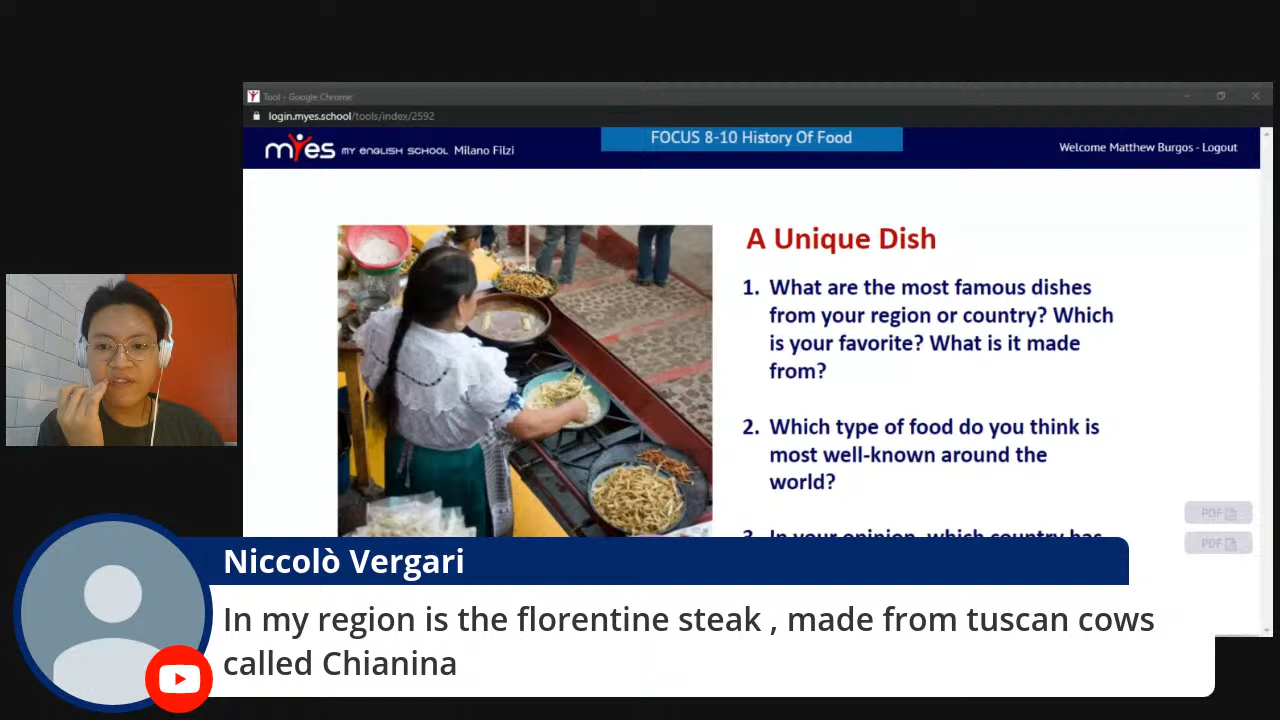 Tool - Google Chrome
login.myes.school/tools/index/2592
myes MY ENGLISH SCHOOL Milano Filzi
FOCUS 8-10 History Of Food
Welcome Matthew Burgos - Logout
A Unique Dish
1. What are the most famous dishes
from your region or country? Which
is your favorite? What is it made
from?
2. Which type of food do you think is
most well-known around the
world?
3. In your opinion, which country has
PDF
PDF
Niccolò Vergari
In my region is the florentine steak , made from tuscan cows
called Chianina